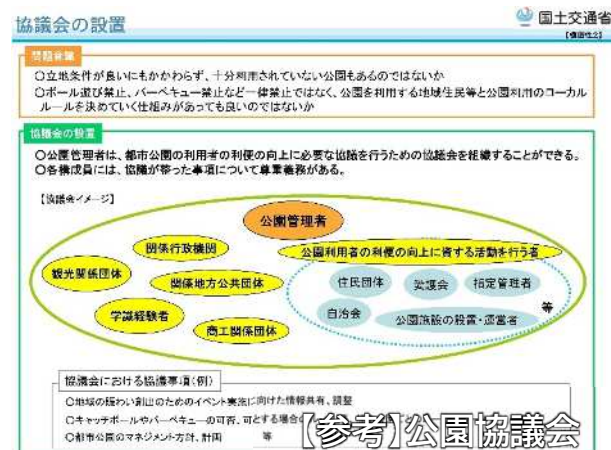 協議会の設置
国土交通省
問題意識
〇立地条件が良いにもかかわらず、十分利用されていない公園もあるのではないか
〇ボール遊び禁止、バーベキュー禁止など一律禁止ではなく、公園を利用する地域住民等と公園利用のローカル
ルールを決めていく仕組みがあっても良いのではないか
協議会の設置
〇公園管理者は、都市公園の利用者の利便の向上に必要な協議を行うための協議会を組織することができる。
〇各構成員には、協議が整った事項について尊重義務がある。
【協議会イメージ】
公園管理者
関係行政機関
公園利用者の利便の向上に資する活動を行う者
観光関係団体
関係地方公共団体
住民団体
愛護会
指定管理者
学識経験者
自治会
公園施設の設置・運営者
等
商工関係団体
協議会における協議事項(例)
〇地域の賑わい創出のためのイベント実施に向けた情報共有、調整
〇キャッチボールやバーベキューの可否、可とする場合の
〇都市公園のマネジメント方針、計画 等
【参考】公園協議会